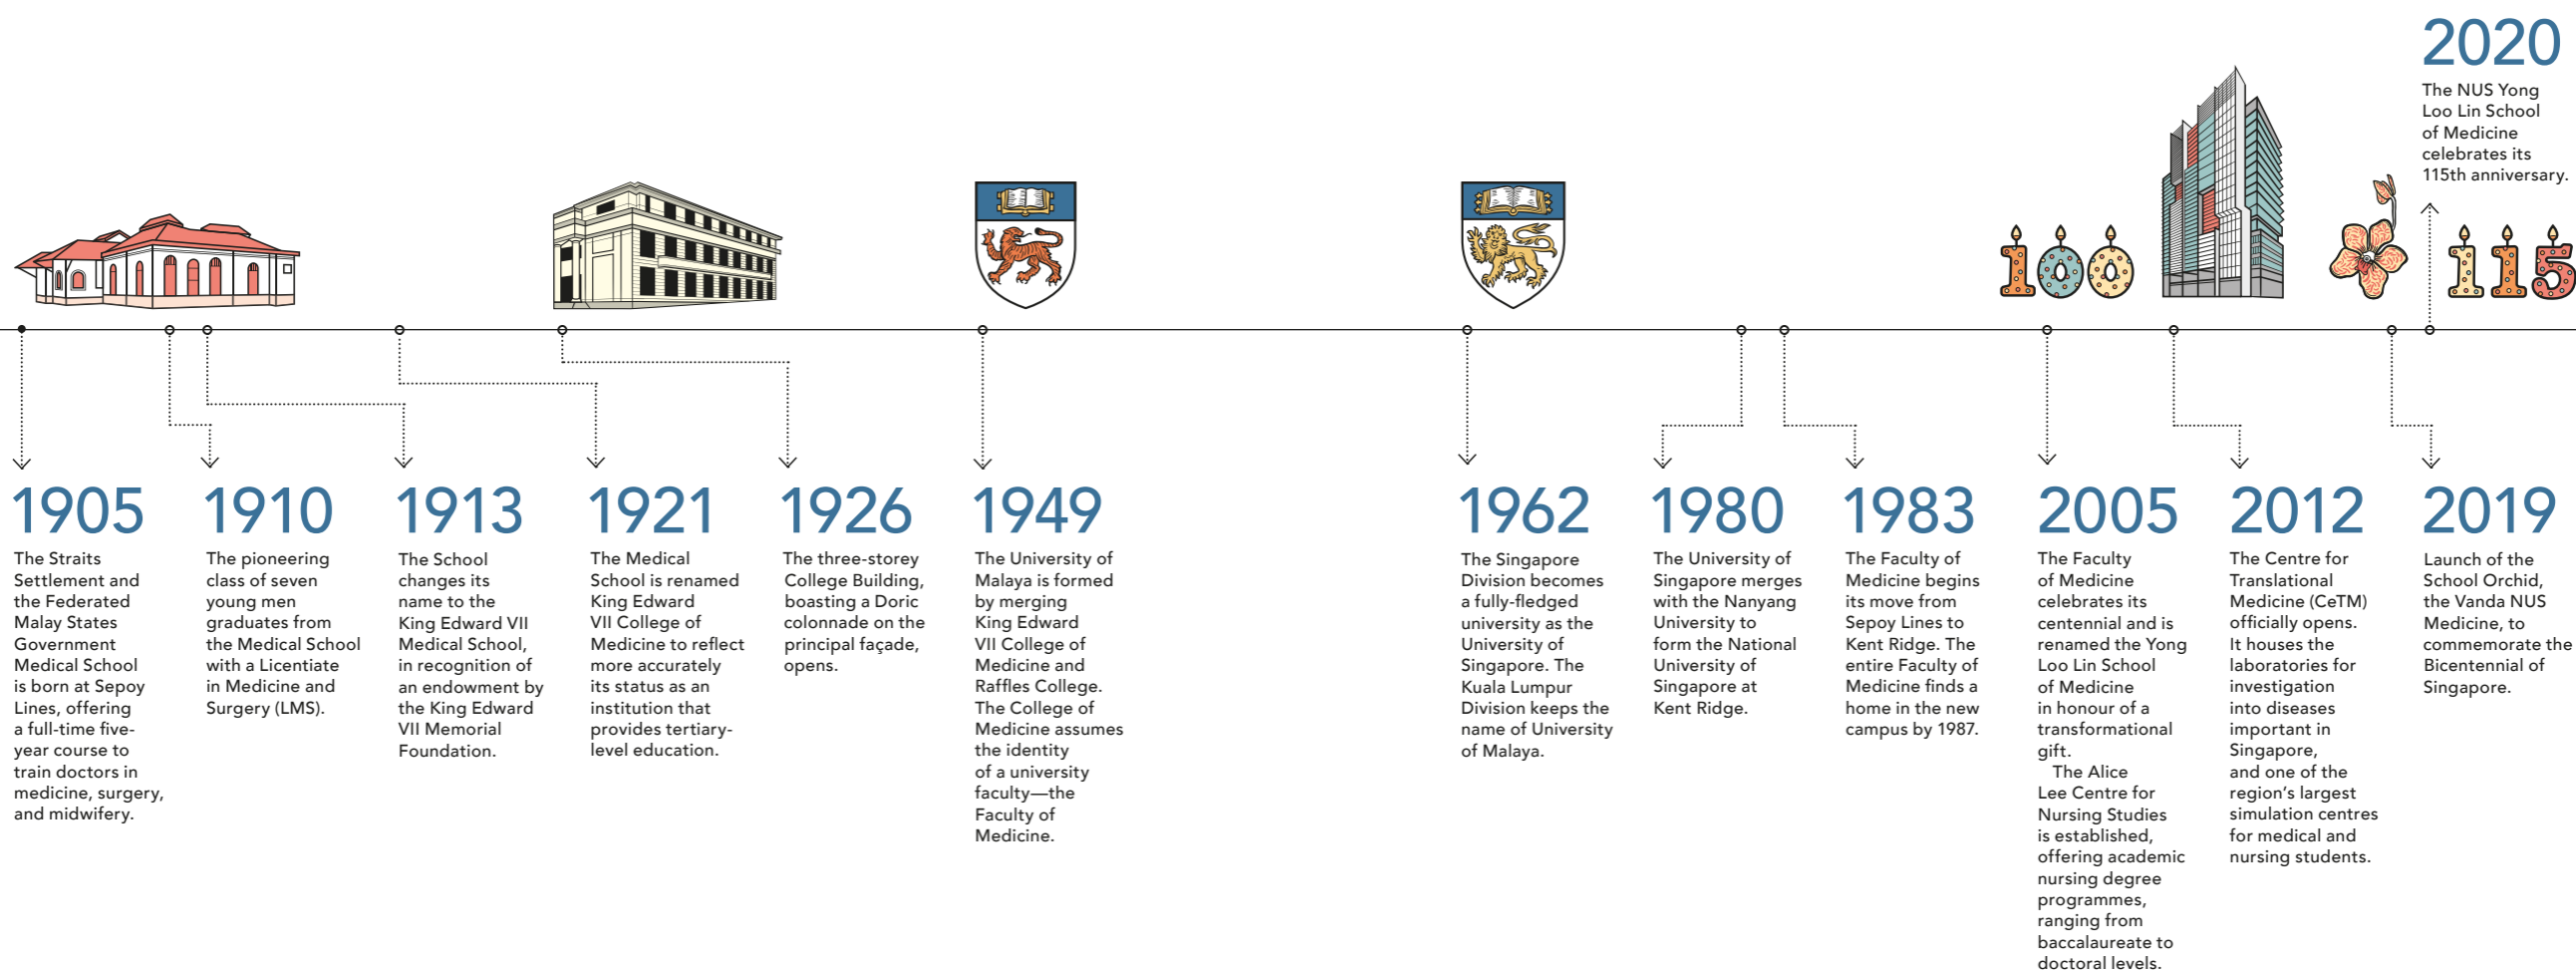 1905
The Straits
Settlement and
the Federated
Malay States
Government
Medical School
is born at Sepoy
Lines, offering
a full-time five-
year course to
train doctors in
medicine, surgery,
and midwifery.
1910
The pioneering
class of seven
young men
graduates from
the Medical School
with a Licentiate
in Medicine and
Surgery (LMS).
1913
The School
changes its
name to the
King Edward VII
Medical School,
in recognition of
an endowment by
the King Edward
VII Memorial
Foundation.
1921
The Medical
School is renamed
King Edward
VII College of
Medicine to reflect
more accurately
its status as an
institution that
provides tertiary-
level education.
1926
The three-storey
College Building,
boasting a Doric
colonnade on the
principal façade,
opens.
1949
The University of
Malaya is formed
by merging
King Edward
VII College of
Medicine and
Raffles College.
The College of
Medicine assumes
the identity
of a university
faculty—the
Faculty of
Medicine.
1962
The Singapore
Division becomes
a fully-fledged
university as the
University of
Singapore. The
Kuala Lumpur
Division keeps the
name of University
of Malaya.
1980
The University of
Singapore merges
with the Nanyang
University to
form the National
University of
Singapore at
Kent Ridge.
1983
The Faculty of
Medicine begins
its move from
Sepoy Lines to
Kent Ridge. The
entire Faculty of
Medicine finds a
home in the new
campus by 1987.
100
2005
The Faculty
of Medicine
celebrates its
centennial and is
renamed the Yong
Loo Lin School
of Medicine
in honour of a
transformational
gift.
The Alice
Lee Centre for
Nursing Studies
is established,
offering academic
nursing degree
programmes,
ranging from
baccalaureate to
doctoral levels.
2012
The Centre for
Translational
Medicine (CeTM)
officially opens.
It houses the
laboratories for
investigation
into diseases
important in
Singapore,
and one of the
region's largest
simulation centres
for medical and
nursing students.
2019
Launch of the
School Orchid,
the Vanda NUS
Medicine, to
commemorate the
Bicentennial of
Singapore.
2020
The NUS Yong
Loo Lin School
of Medicine
celebrates its
115th anniversary.
115